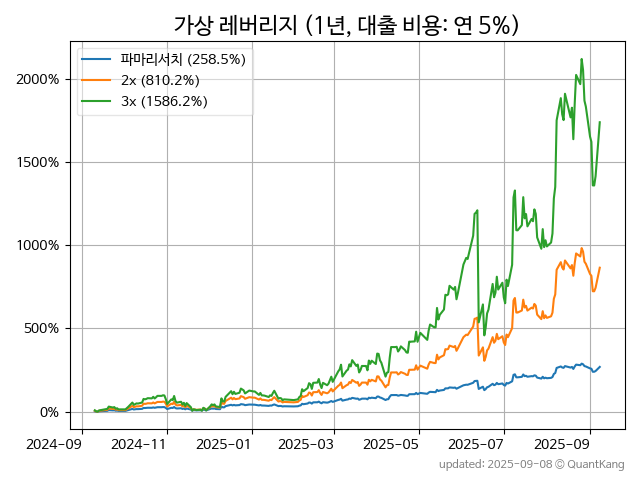 가상 레버리지 (1년, 대출 비용: 연 5%)
파마리서치 (258.5%)
2x (810.2%)
3x (1586.2%)
2000%
1500%
1000%
500%
0%
2024-09
2024-11
2025-01
2025-03
2025-05
2025-07
2025-09
updated: 2025-09-08 © QuantKang